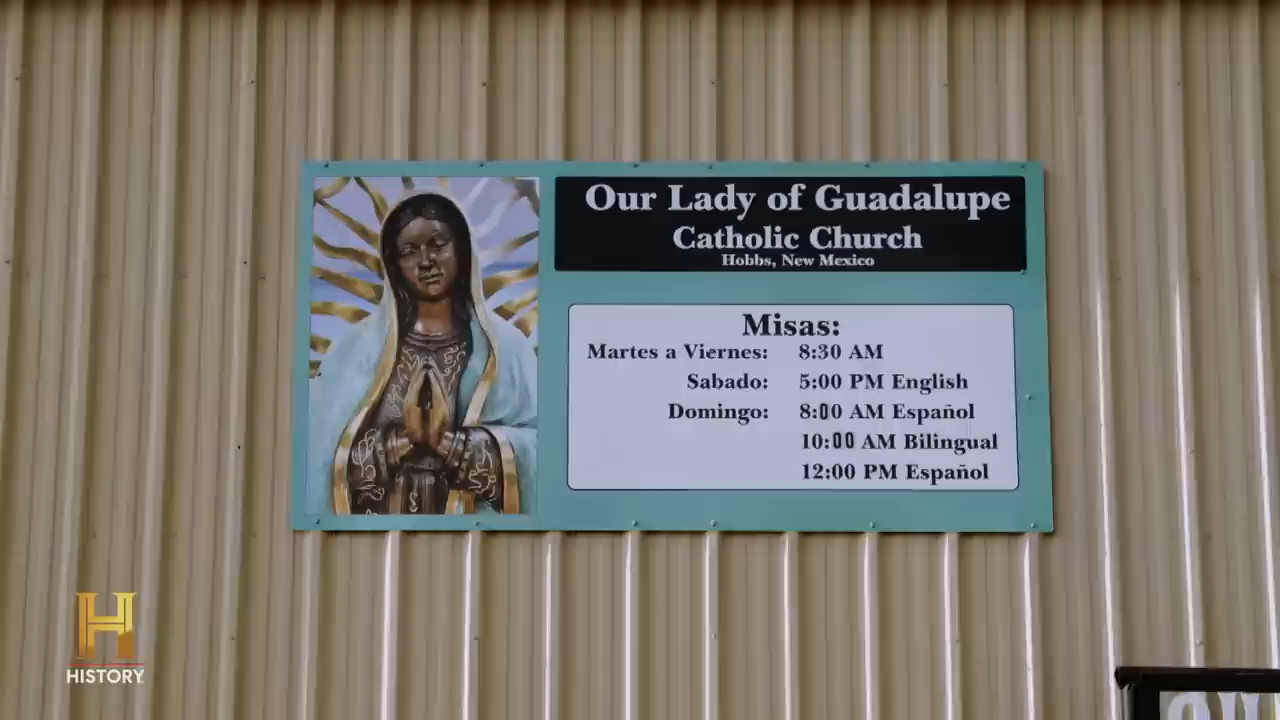 Our Lady of Guadalupe
Catholic Church
Hobbs, New Mexico
Misas:
Martes a Viernes: 8:30 AM
Sabado: 5:00 PM English
Domingo: 8:00 AM Español
10:00 AM Bilingual
12:00 PM Español
H
HISTORY